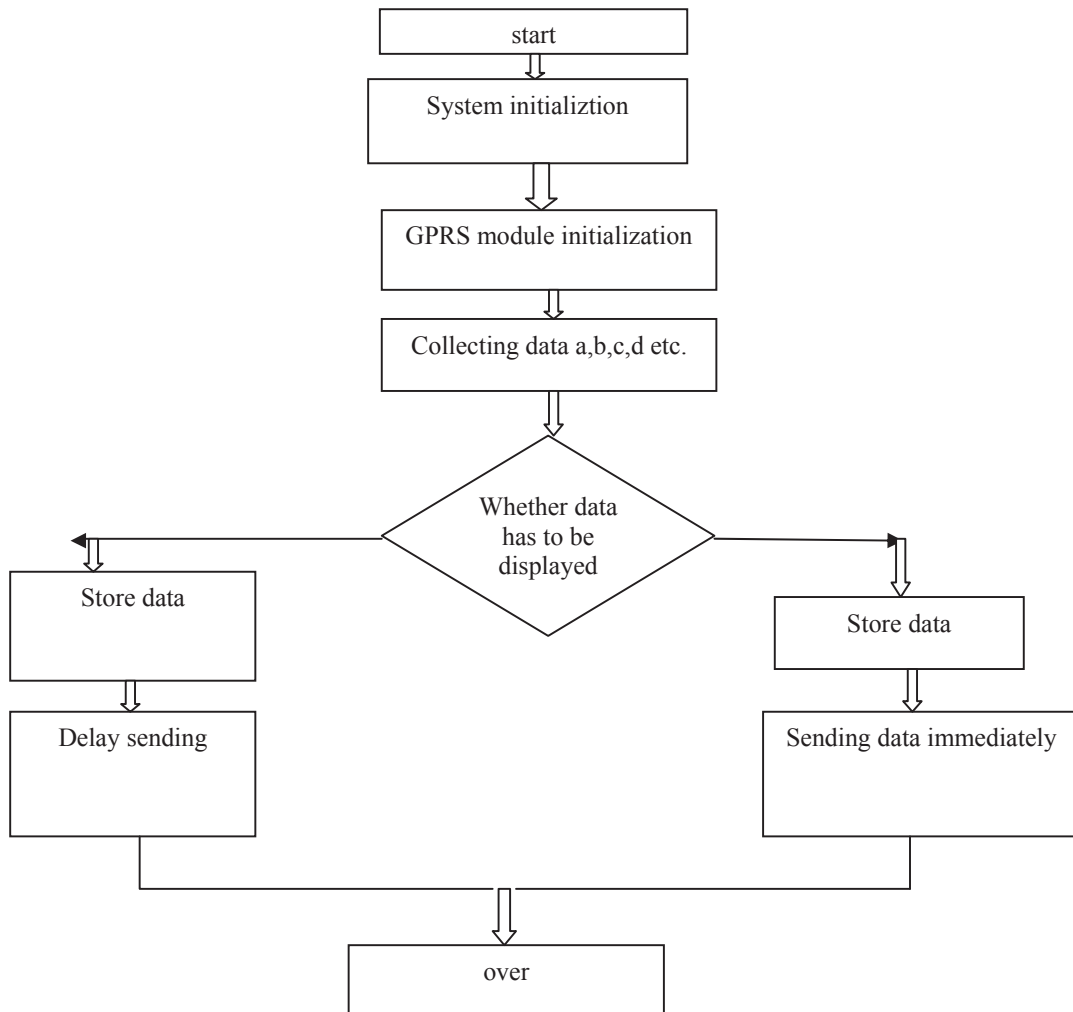 start
System initializtion
GPRS module initialization
Collecting data a,b,c,d etc.
Whether data
has to be
displayed
Store data
Store data
Delay sending
Sending data immediately
over